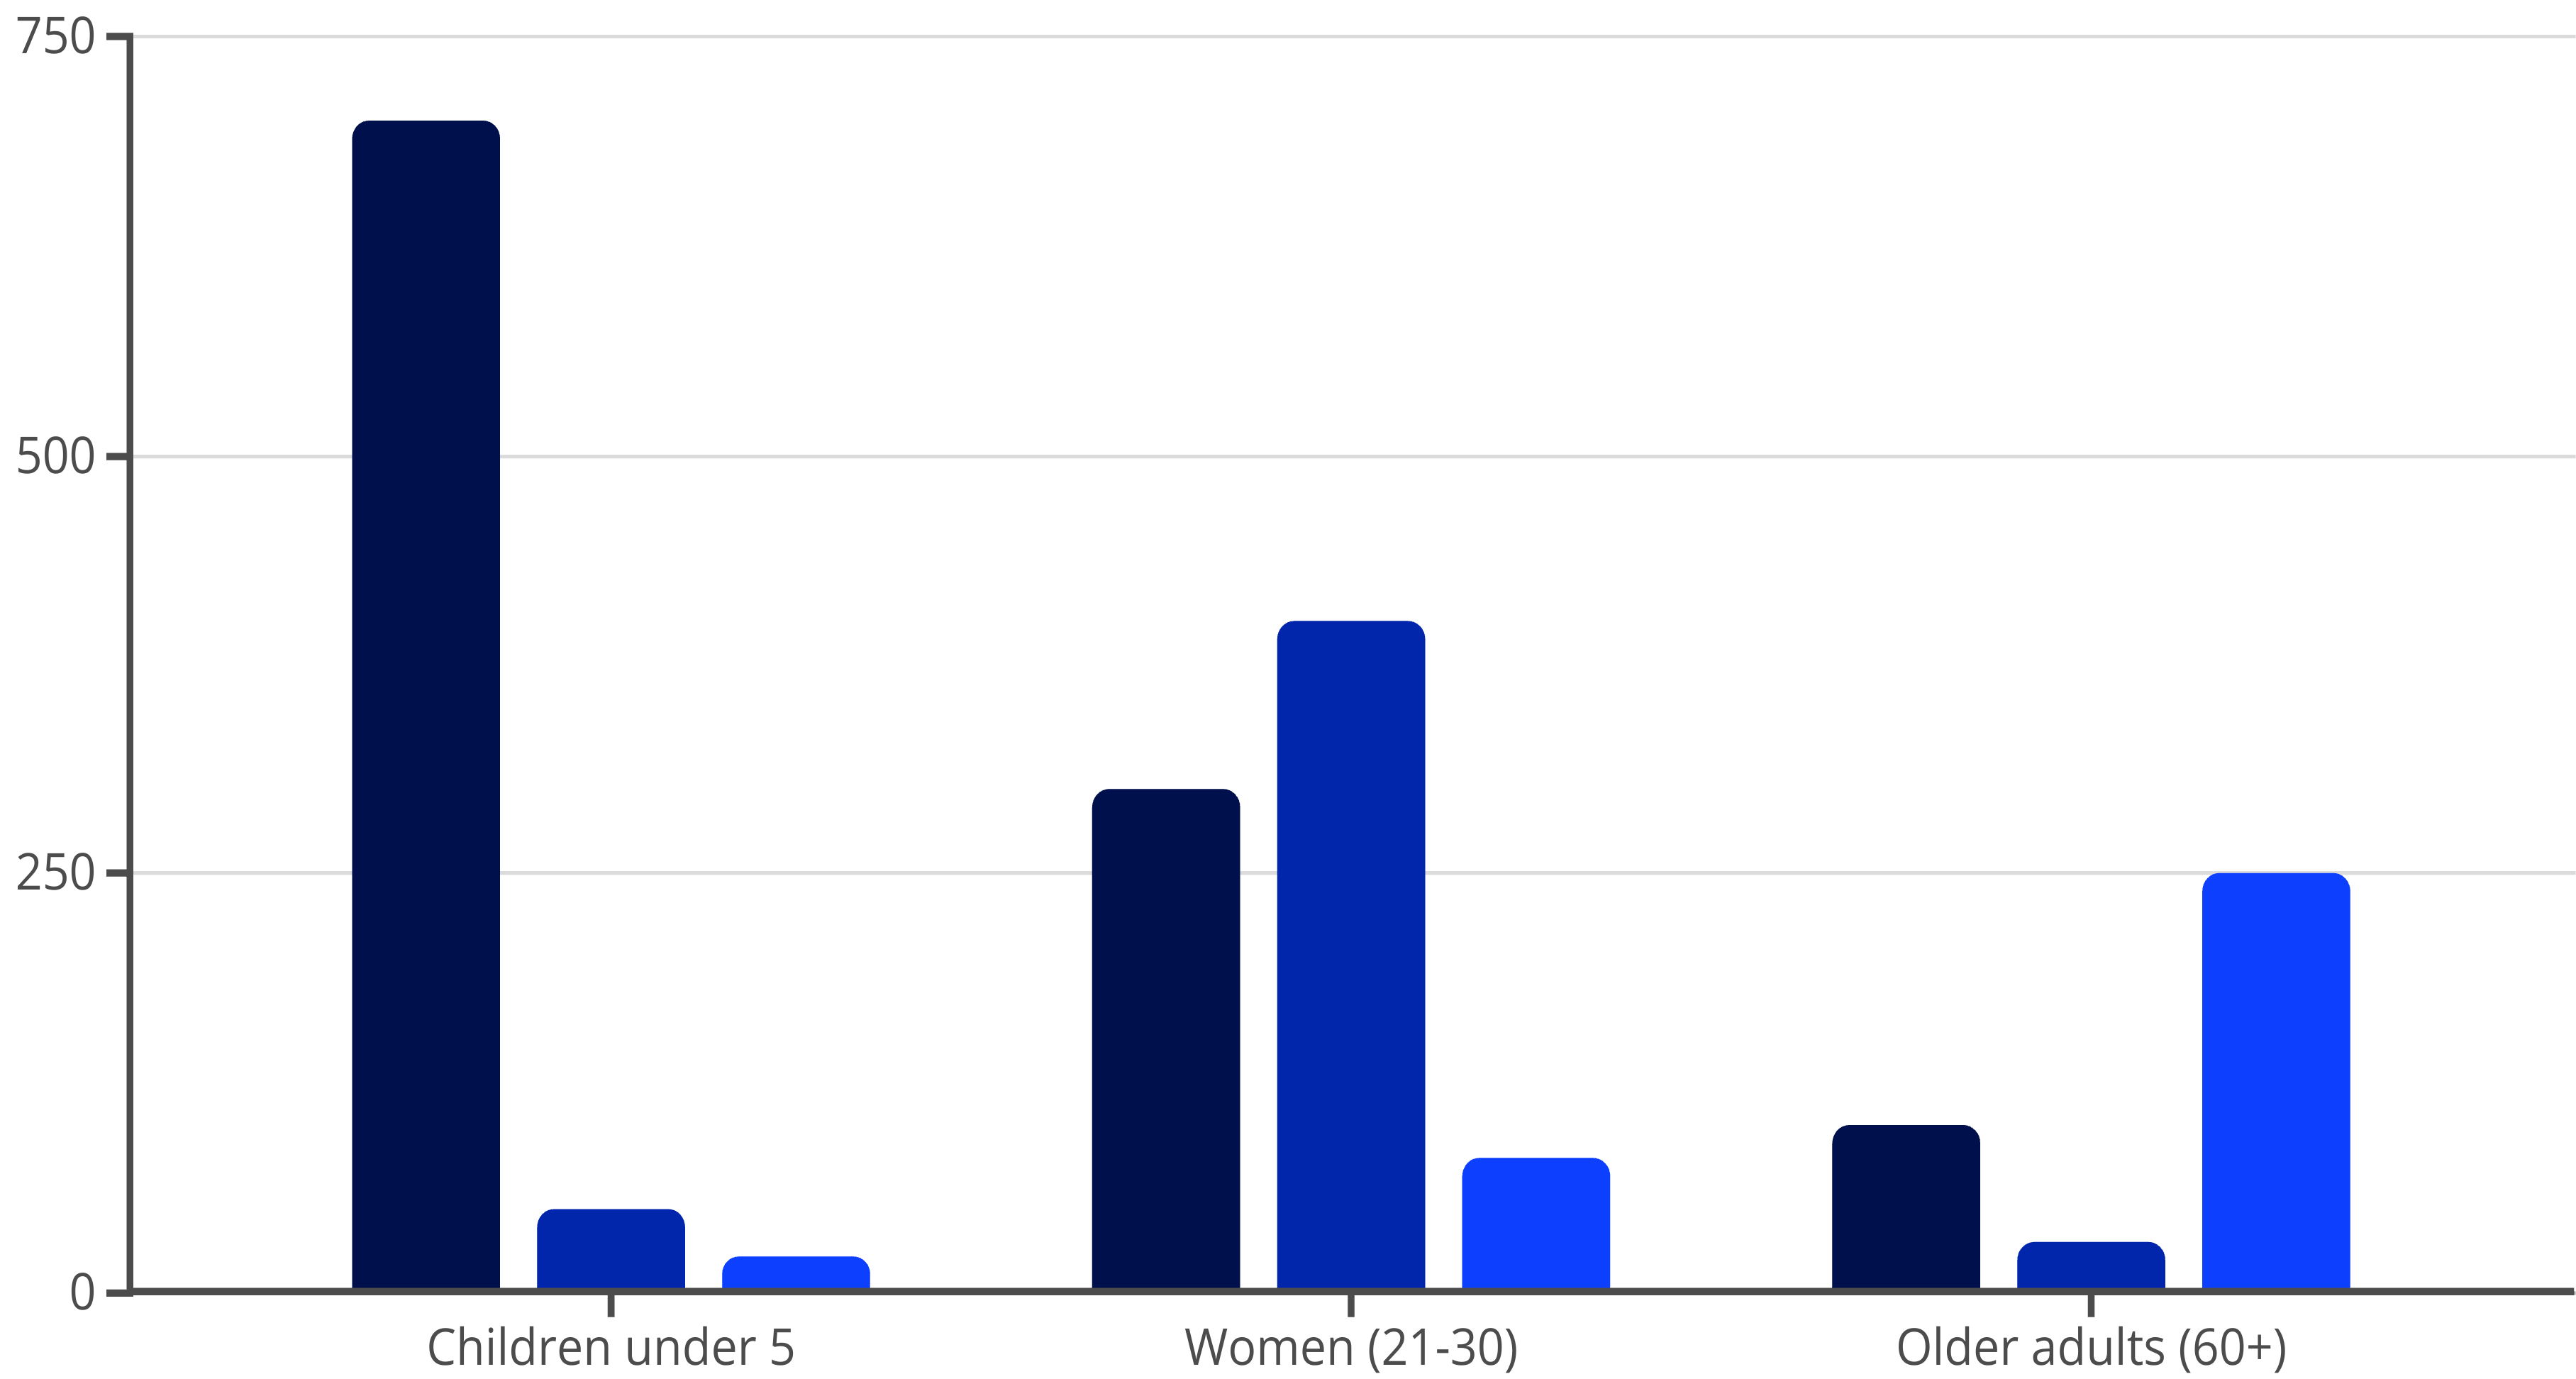 750
500
250
0
Children under 5
Women (21-30)
Older adults (60+)